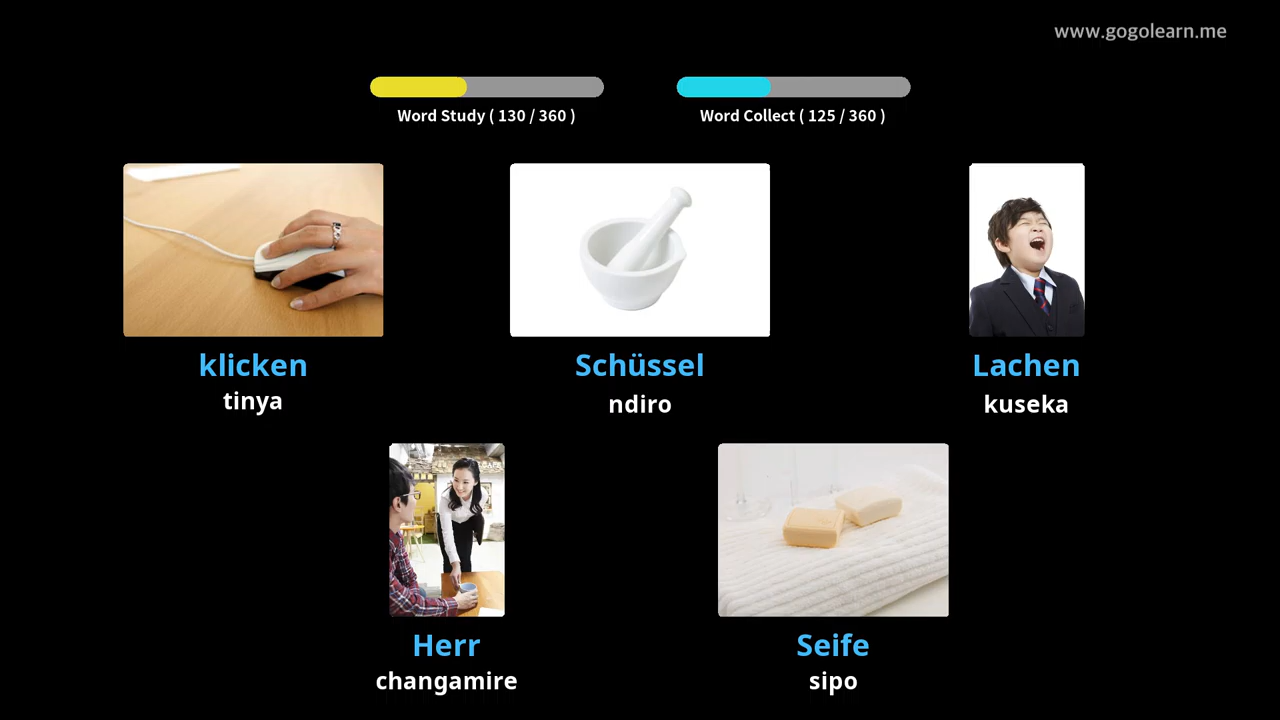 www.gogolearn.me
Word Study ( 130 / 360 )
Word Collect ( 125 / 360 )
klicken
tinya
Schüssel
ndiro
Lachen
kuseka
Herr
changamire
Seife
sipo